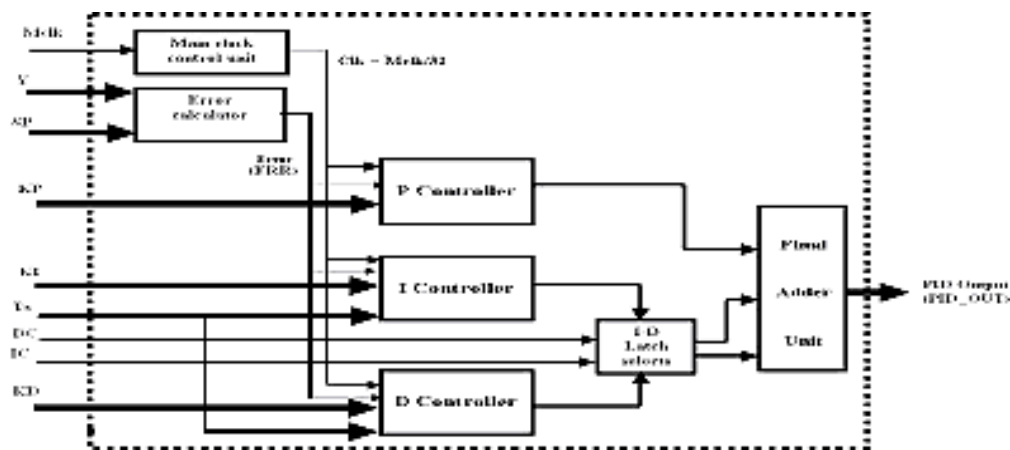 Mclk
Main clock
control unit
Clk = Mclk/32
Y
Error
calculator
SP
Error
(ERR)
KP
P Controller
Final
Adder
Unit
KI
I Controller
Ts
DC
IC
I-D
Latch
selects
PID Output
(PID_OUT)
KD
D Controller